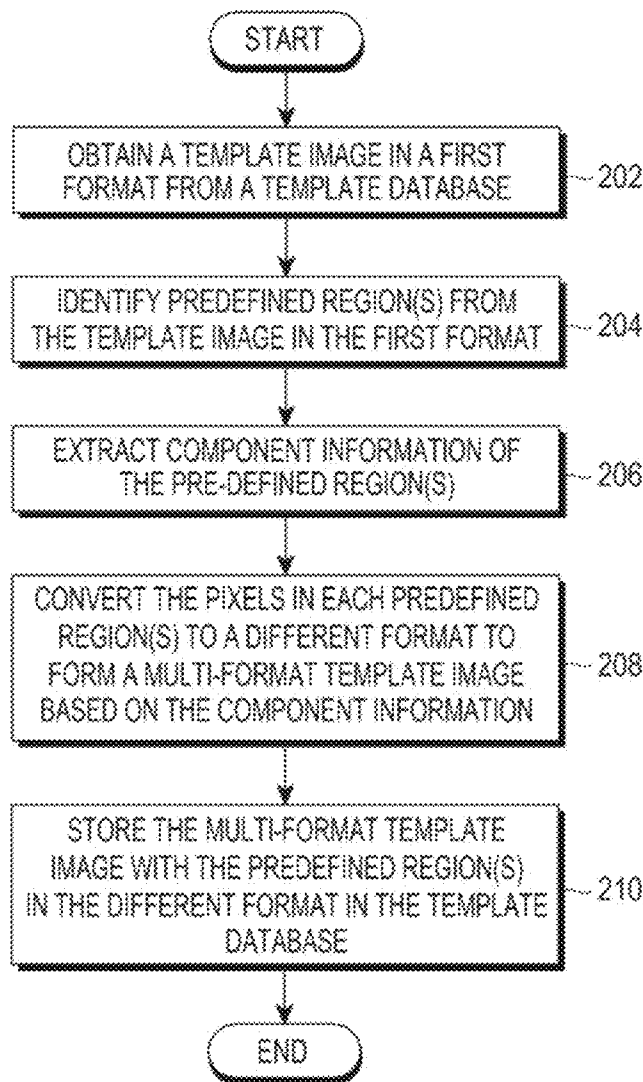 START
OBTAIN A TEMPLATE IMAGE IN A FIRST
FORMAT FROM A TEMPLATE DATABASE
202
IDENTIFY PREDEFINED REGION(S) FROM
THE TEMPLATE IMAGE IN THE FIRST FORMAT
204
EXTRACT COMPONENT INFORMATION OF
THE PRE-DEFINED REGION(S)
206
CONVERT THE PIXELS IN EACH PREDEFINED
REGION(S) TO A DIFFERENT FORMAT TO
FORM A MULTI-FORMAT TEMPLATE IMAGE
BASED ON THE COMPONENT INFORMATION
208
STORE THE MULTI-FORMAT TEMPLATE
IMAGE WITH THE PREDEFINED REGION(S)
IN THE DIFFERENT FORMAT IN THE TEMPLATE
DATABASE
210
END